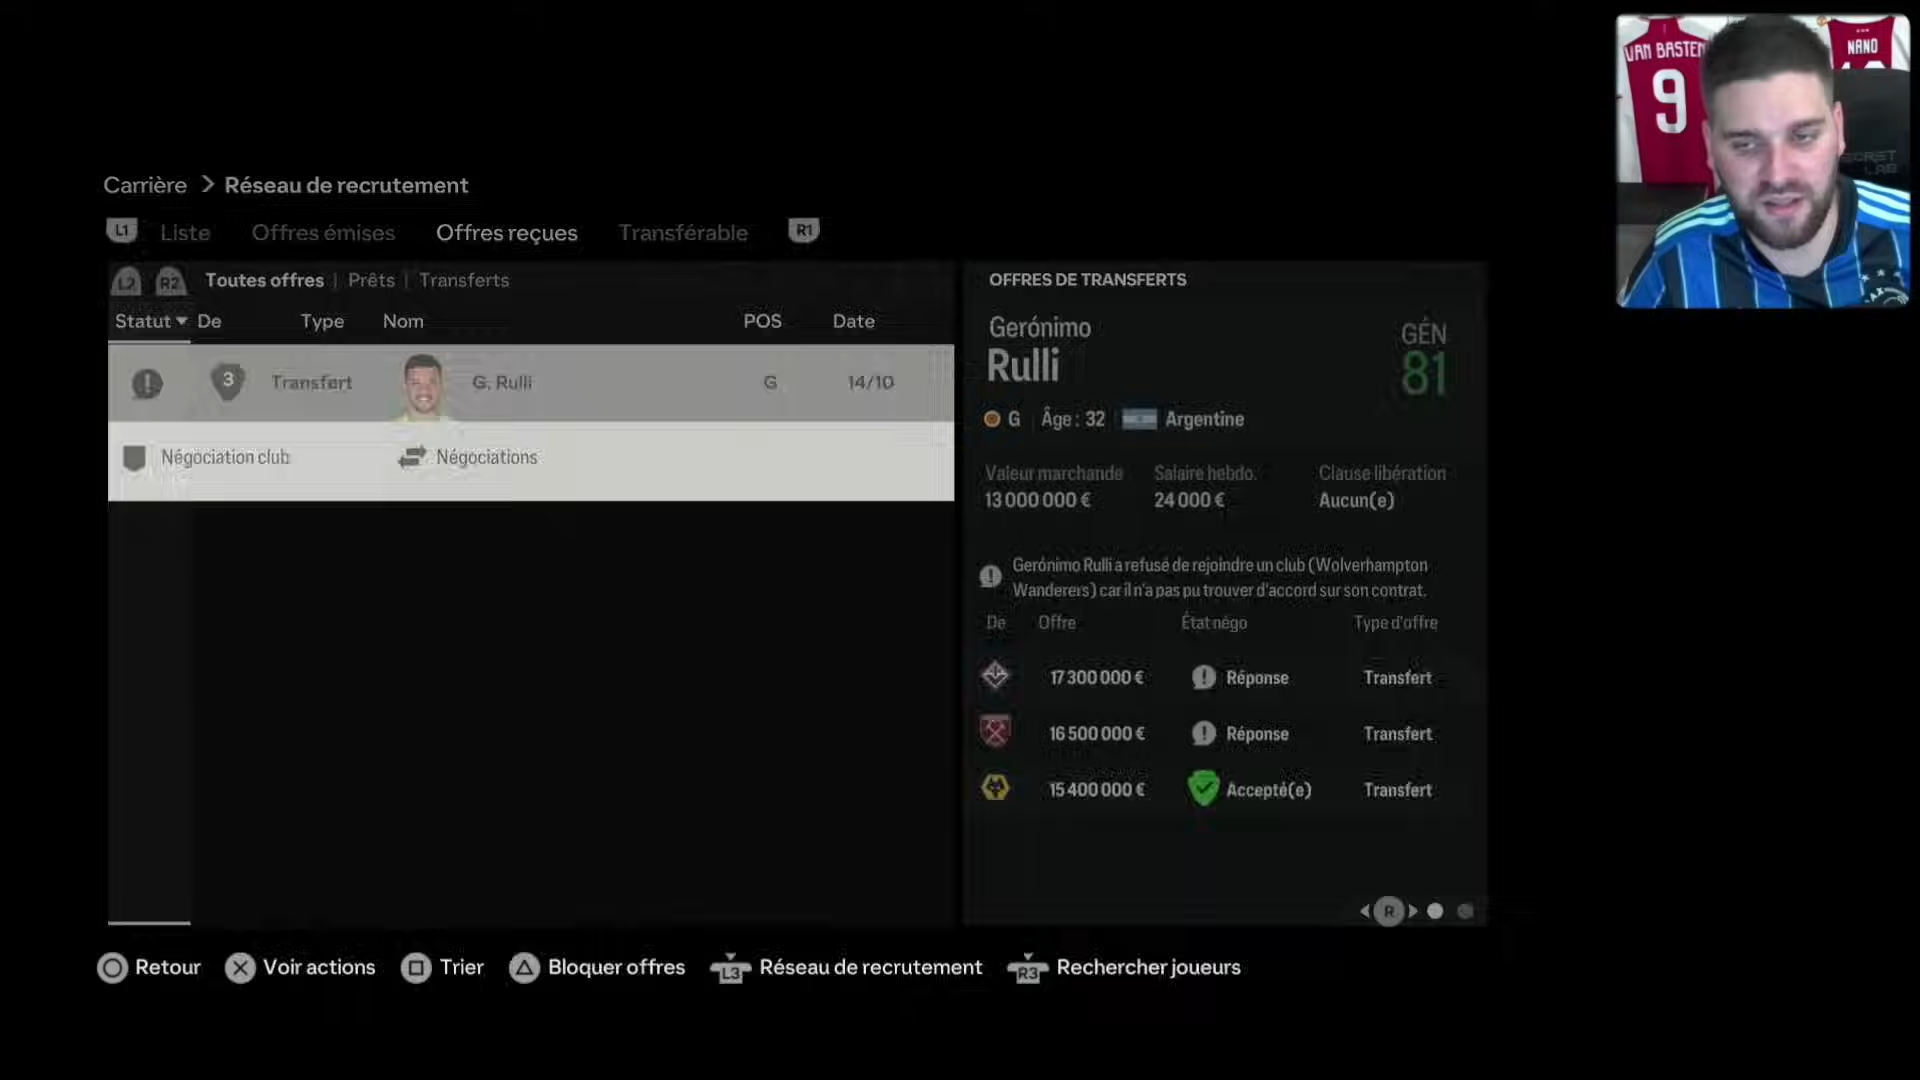 VAN BASTEN
9
NANO
SECRET
LAB
Carrière > Réseau de recrutement
L1 Liste Offres émises Offres reçues Transférable R1
L2 R2 Toutes offres | Prêts | Transferts
Statut De Type Nom POS Date
3 Transfert G. Rulli G 14/10
Négociation club Négociations
OFFRES DE TRANSFERTS
Gerónimo
Rulli
GÉN
81
G Âge : 32 Argentine
Valeur marchande Salaire hebdo. Clause libération
13 000 000 € 24 000 € Aucun(e)
Gerónimo Rulli a refusé de rejoindre un club (Wolverhampton
Wanderers) car il n'a pas pu trouver d'accord sur son contrat.
De Offre État négo Type d'offre
17 300 000 € Réponse Transfert
16 500 000 € Réponse Transfert
15 400 000 € Accepté(e) Transfert
R
Retour Voir actions Trier Bloquer offres L3 Réseau de recrutement R3 Rechercher joueurs